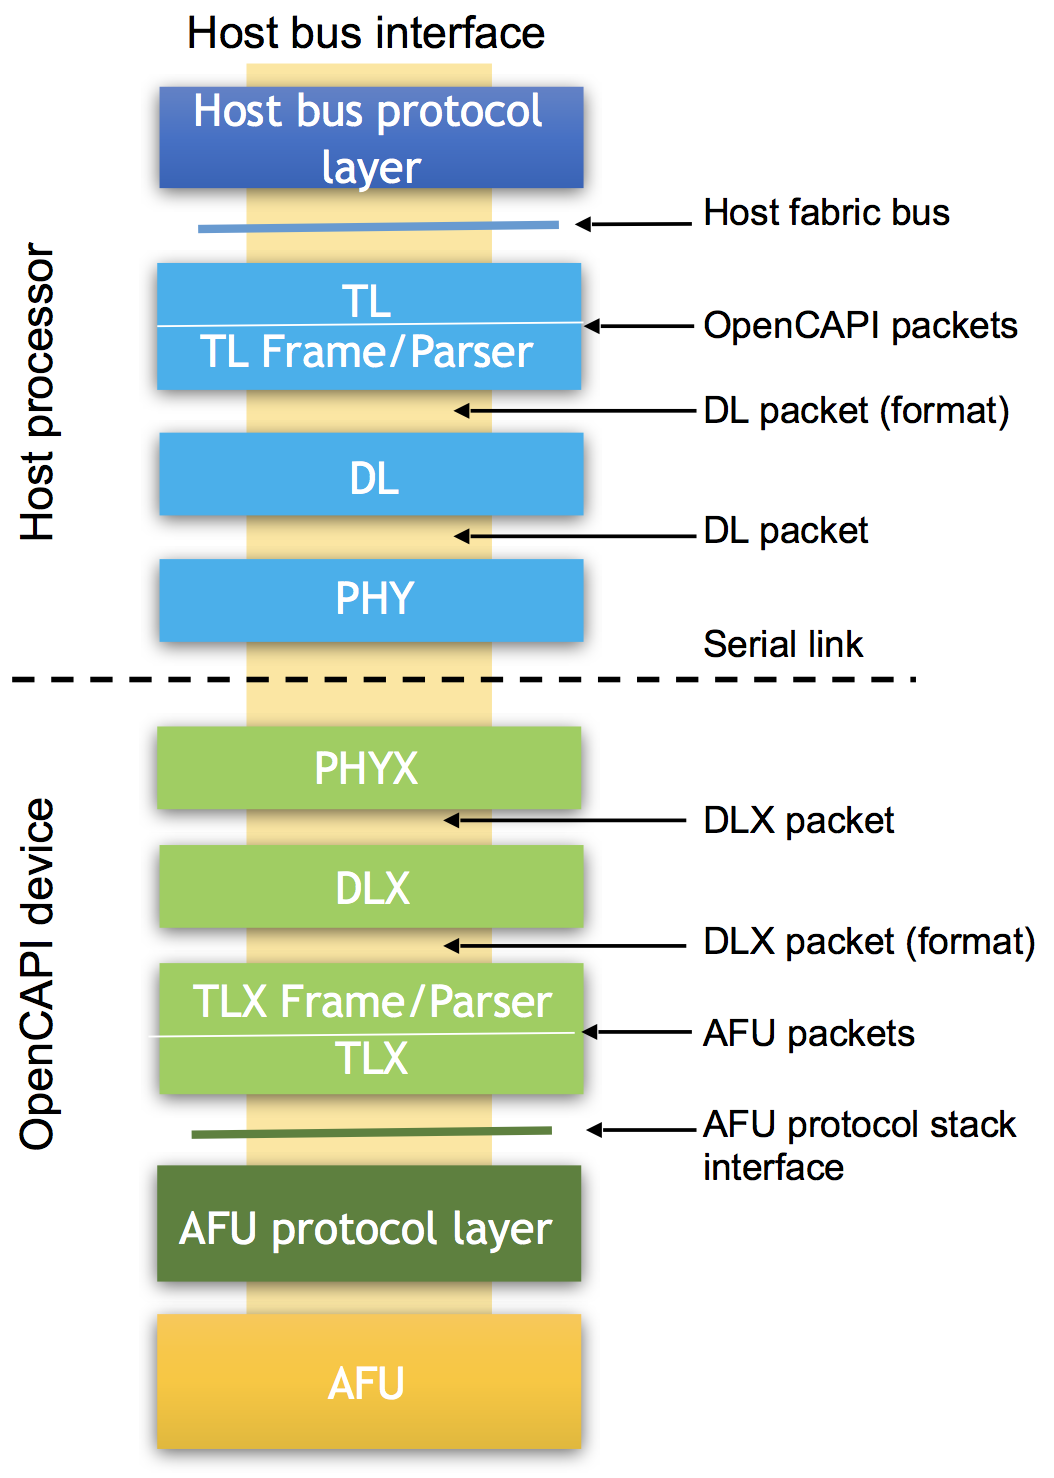 Host bus interface
Host bus protocol
layer
Host fabric bus
Host processor
TL
OpenCAPI packets
TL Frame/Parser
DL packet (format)
DL
DL packet
PHY
Serial link
OpenCAPI device
PHYX
DLX packet
DLX
DLX packet (format)
TLX Frame/Parser
AFU packets
TLX
AFU protocol stack
interface
AFU protocol layer
AFU